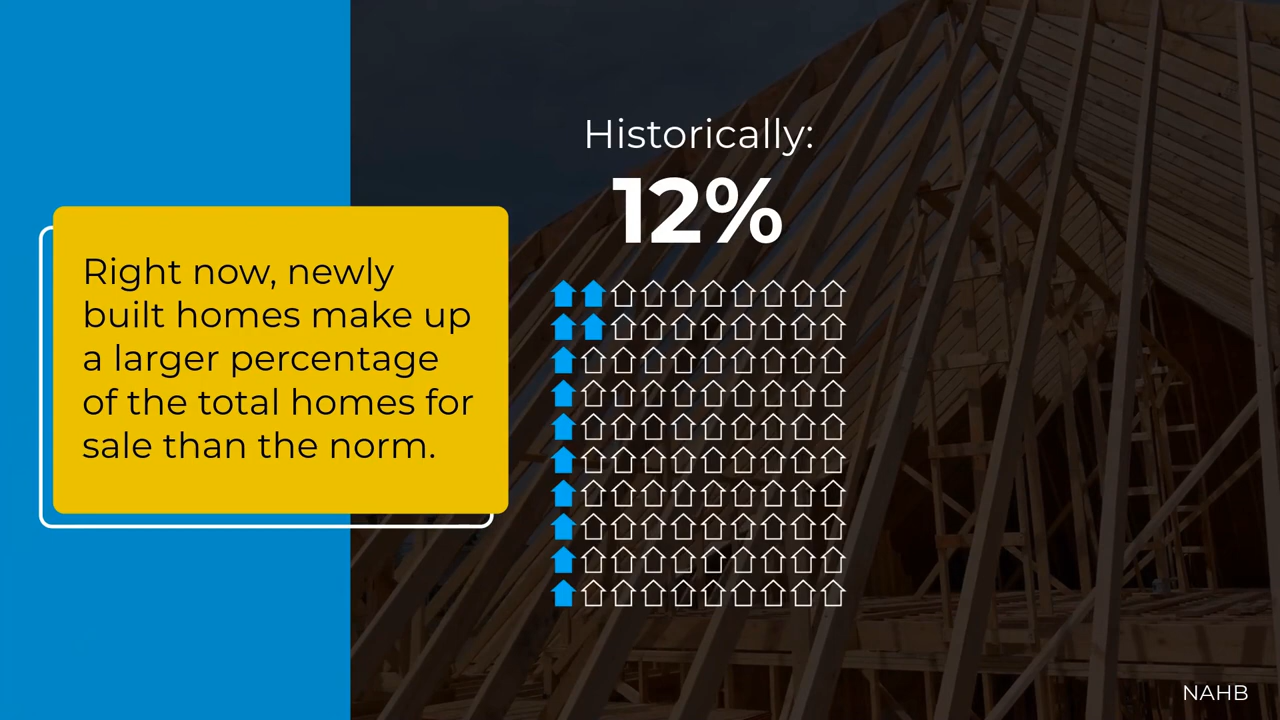 Historically:
12%
Right now, newly
built homes make up
a larger percentage
of the total homes for
sale than the norm.
NAHB